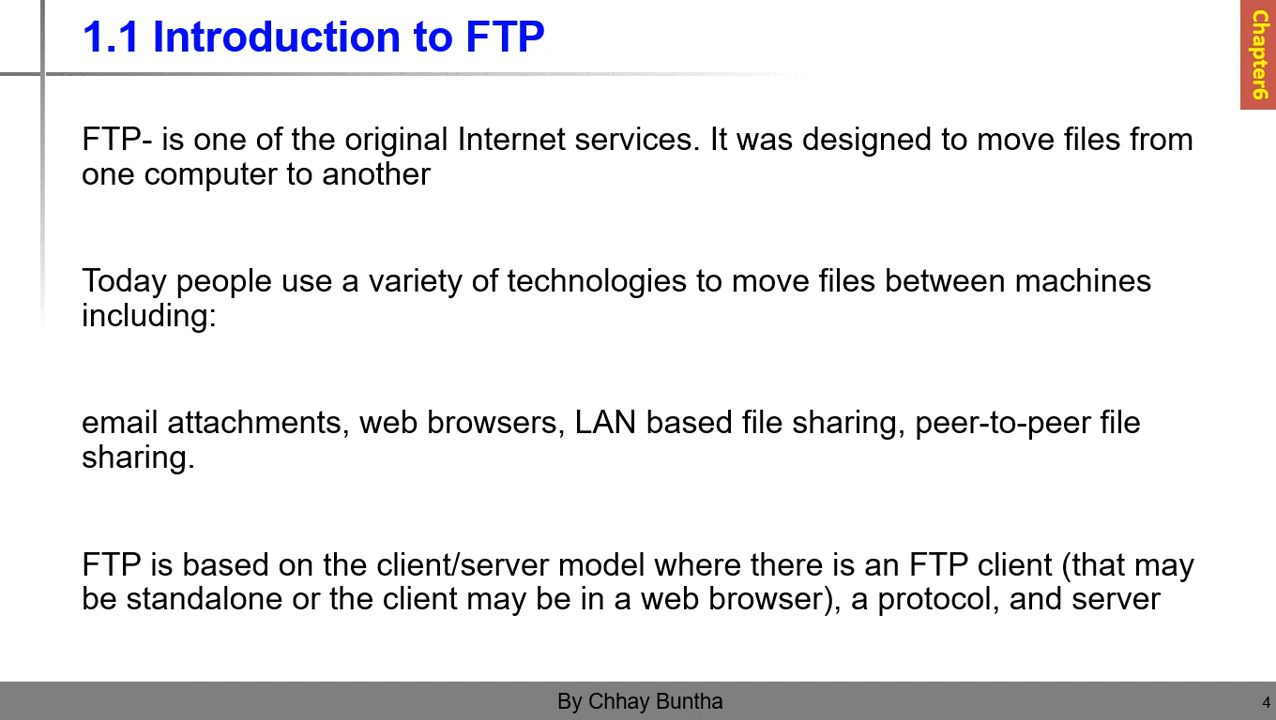 1.1 Introduction to FTP
Chapter6
FTP- is one of the original Internet services. It was designed to move files from
one computer to another
Today people use a variety of technologies to move files between machines
including:
email attachments, web browsers, LAN based file sharing, peer-to-peer file
sharing.
FTP is based on the client/server model where there is an FTP client (that may
be standalone or the client may be in a web browser), a protocol, and server
By Chhay Buntha
4